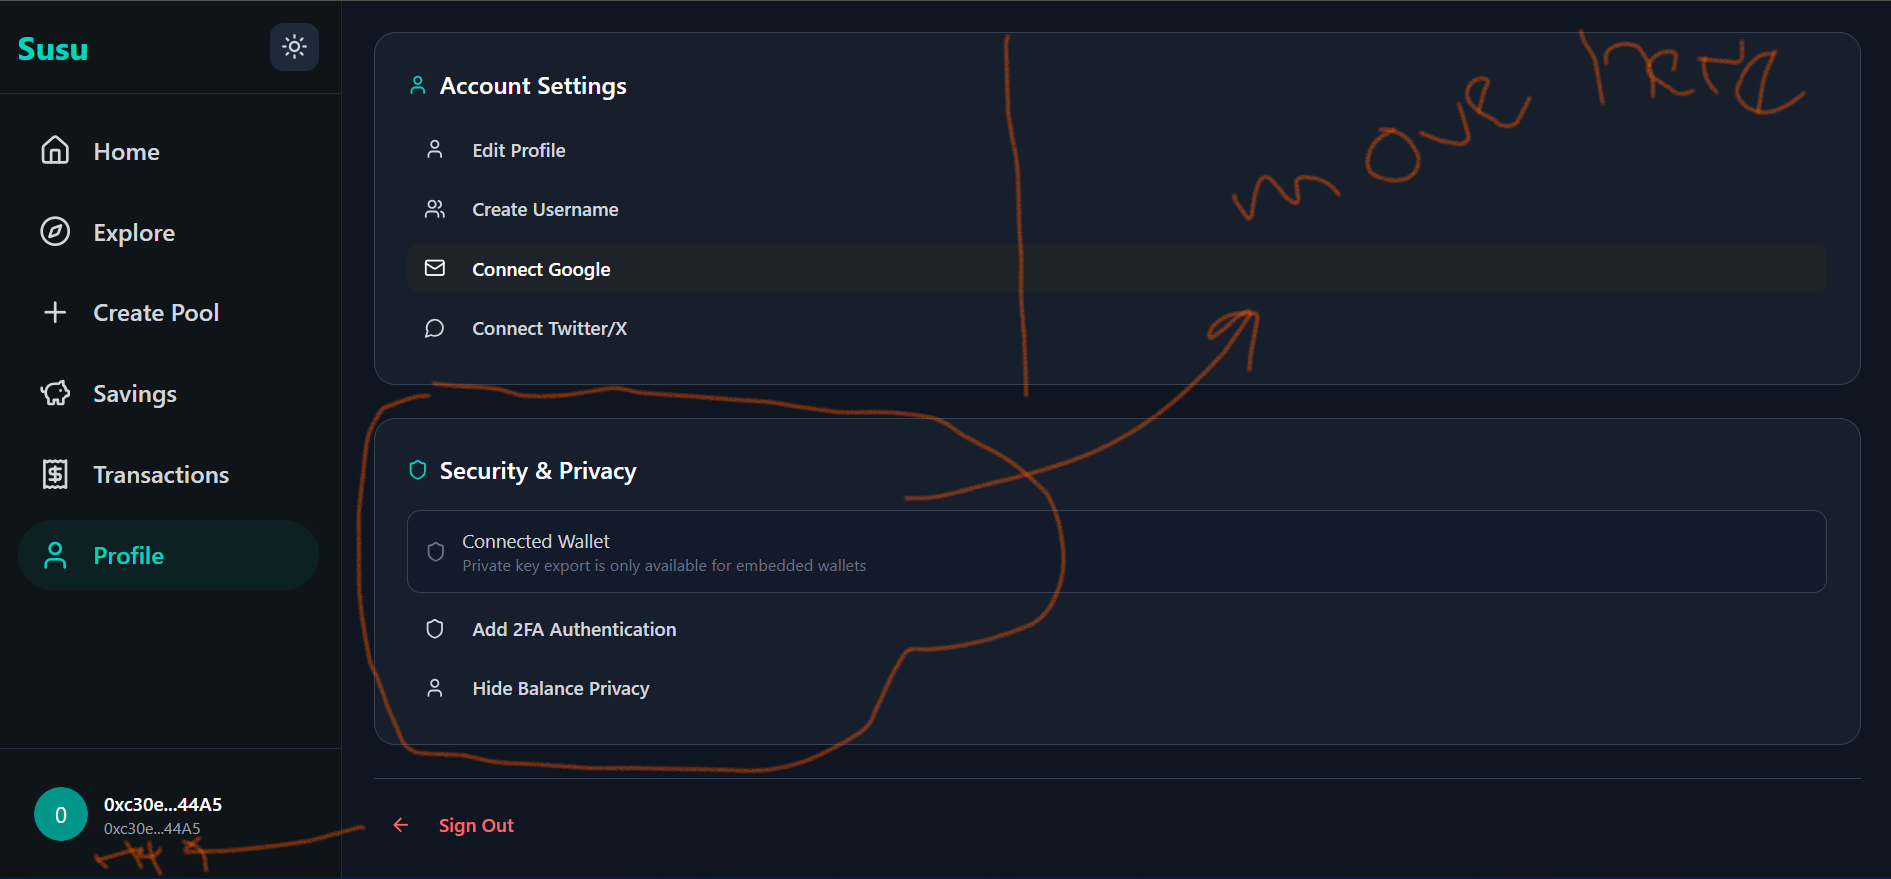 Susu
Home
Explore
Create Pool
Savings
Transactions
Profile
0
0xc30e...44A5
0xc30e...44A5
Account Settings
Edit Profile
Create Username
Connect Google
Connect Twitter/X
move here
Security & Privacy
Connected Wallet
Private key export is only available for embedded wallets
Add 2FA Authentication
Hide Balance Privacy
Sign Out